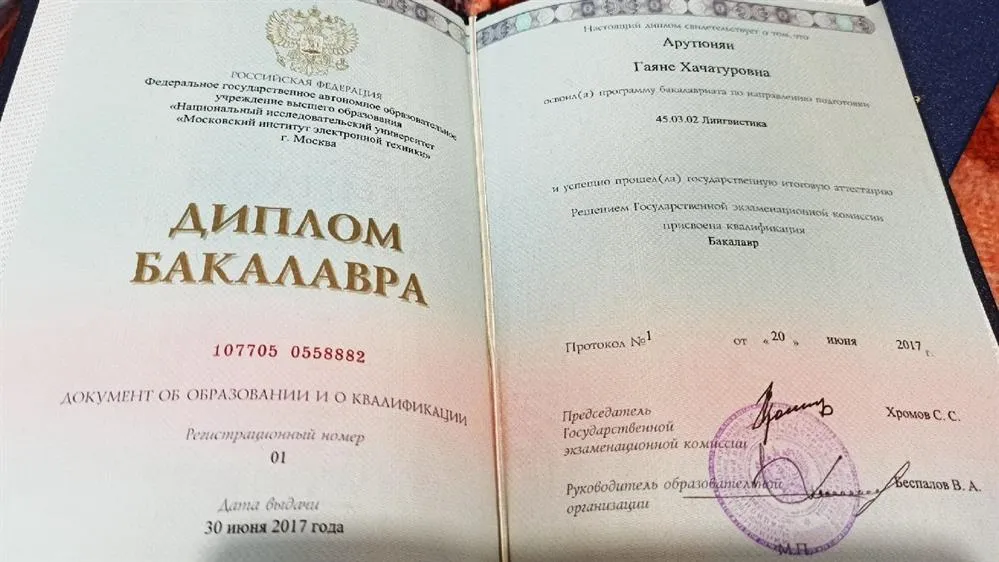 РОССИЙСКАЯ ФЕДЕРАЦИЯ
Федеральное государственное автономное образовательное
учреждение высшего образования
«Национальный исследовательский университет
«Московский институт электронной техники»
г. Москва
ДИПЛОМ
БАКАЛАВРА
107705 0558882
ДОКУМЕНТ ОБ ОБРАЗОВАНИИ И О КВАЛИФИКАЦИИ
Регистрационный номер
01
Дата выдачи
30 июня 2017 года
Настоящий диплом свидетельствует о том, что
Арутюнян
Гаяне Хачатуровна
освоил(а) программу бакалавриата по направлению подготовки
45.03.02 Лингвистика
и успешно прошел(ла) государственную итоговую аттестацию
Решением Государственной экзаменационной комиссии
присвоена квалификация
Бакалавр
Протокол №1 от «20» июня 2017 г.
Председатель
Государственной
экзаменационной комиссии
Хромов С. С.
Руководитель образовательной
организации
Беспалов В. А.
М.П.